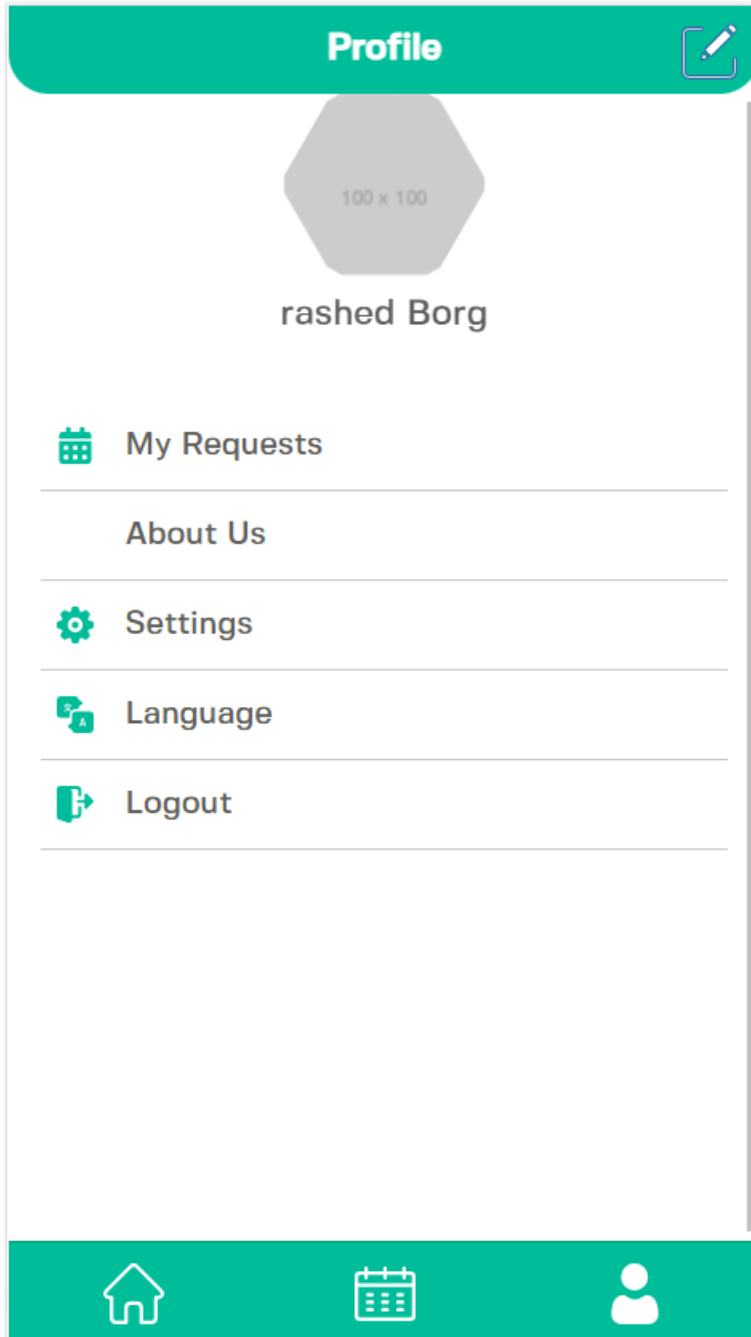 Profile
100 x 100
rashed Borg
My Requests
About Us
Settings
Language
Logout